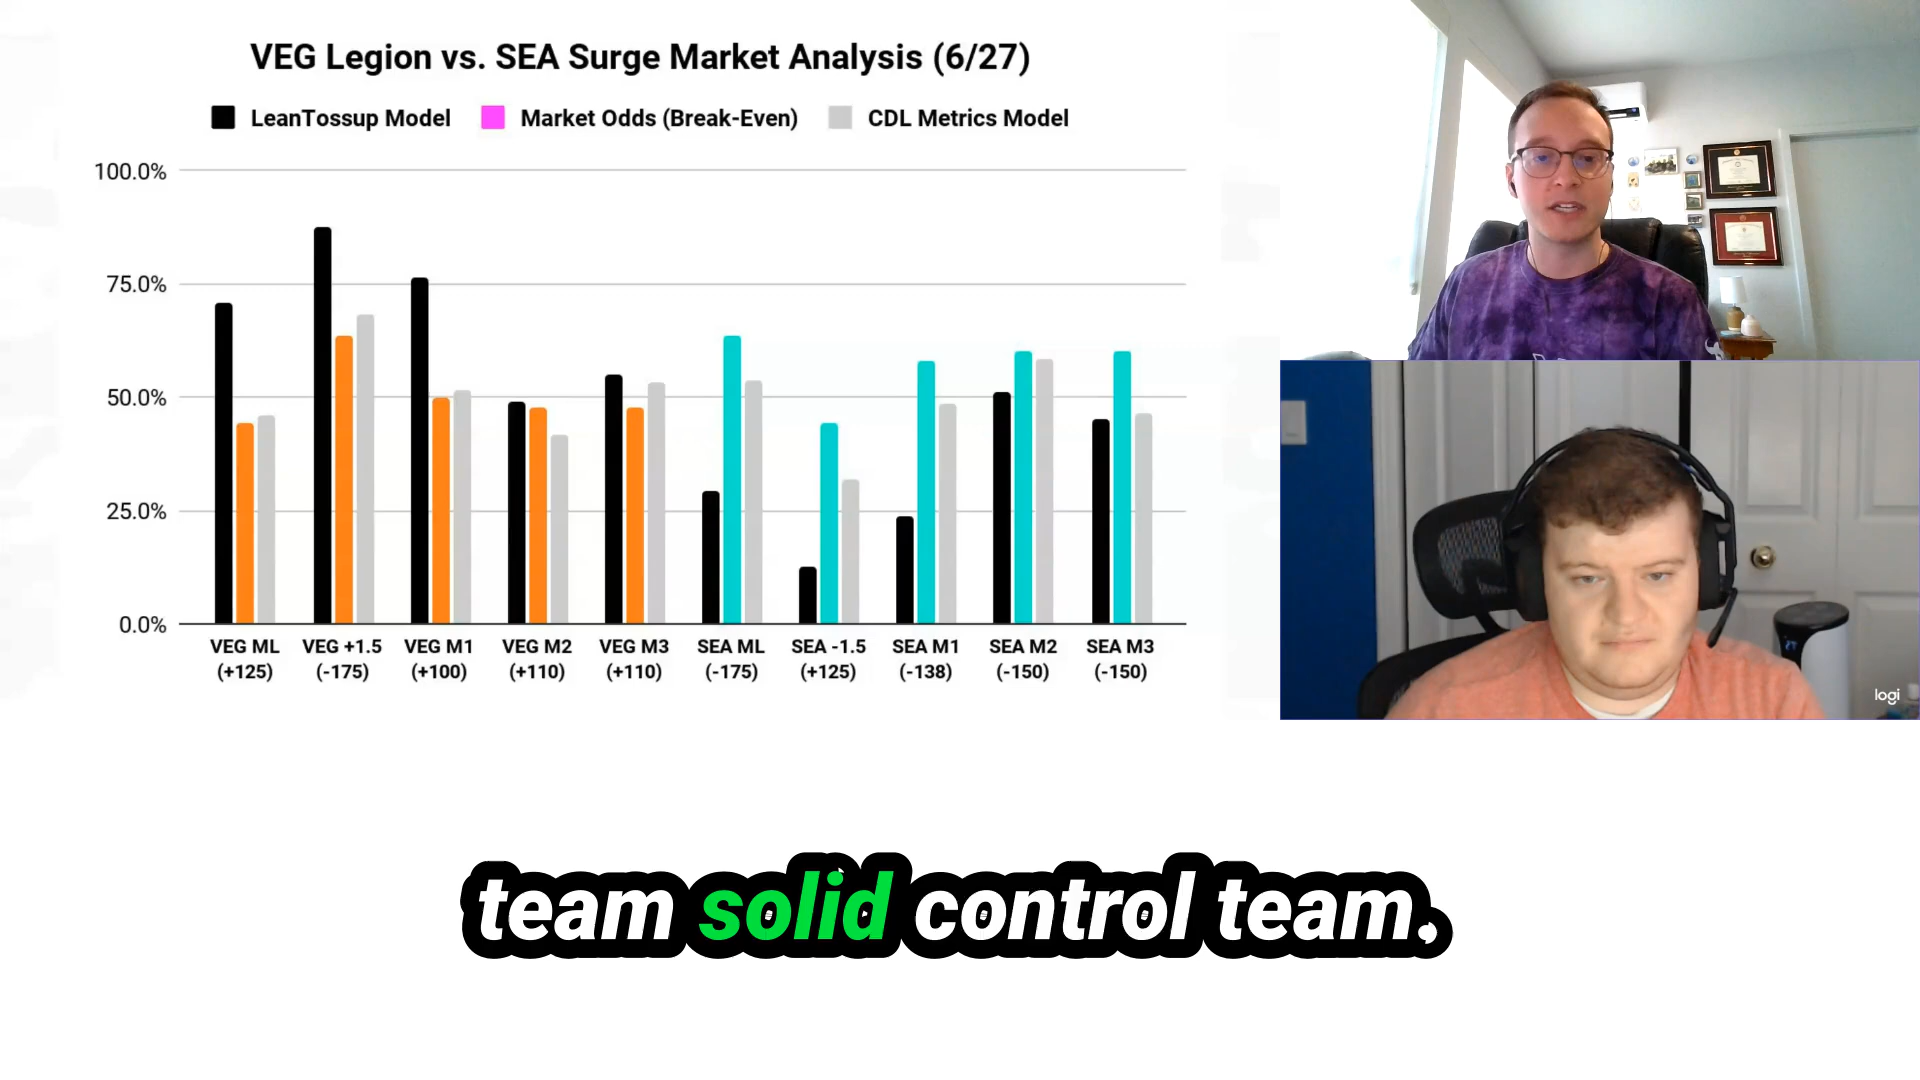 VEG Legion vs. SEA Surge Market Analysis (6/27)
LeanTossup Model Market Odds (Break-Even) CDL Metrics Model
100.0%
75.0%
50.0%
25.0%
0.0%
VEG ML VEG +1.5 VEG M1 VEG M2 VEG M3 SEA ML SEA -1.5 SEA M1 SEA M2 SEA M3
(+125) (-175) (+100) (+110) (+110) (-175) (+125) (-138) (-150) (-150)
logi
team solid control team.